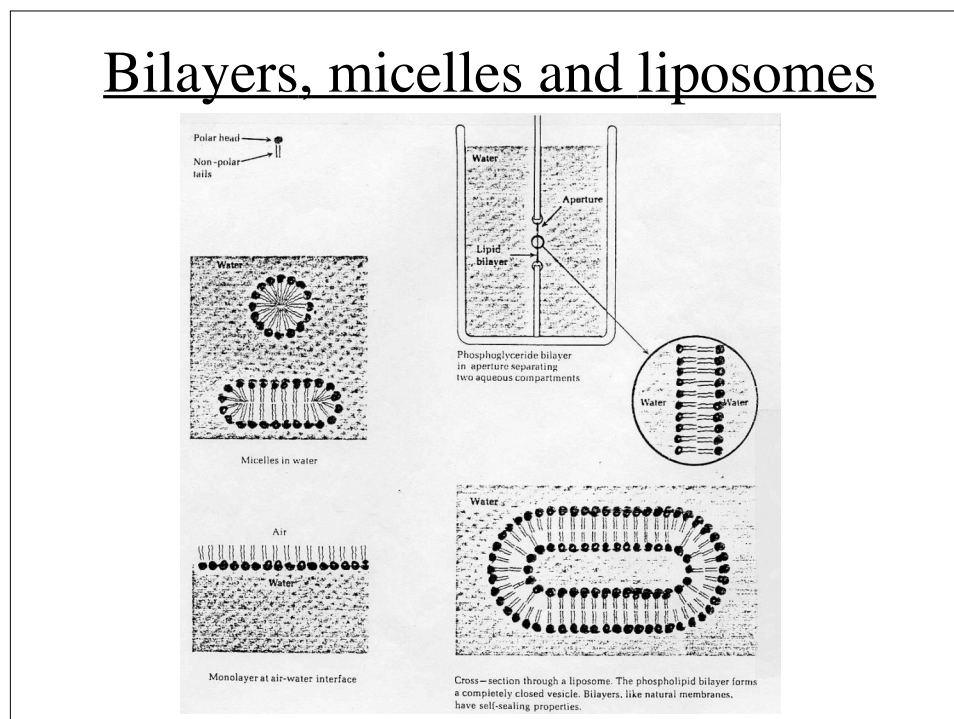 Bilayers, micelles and liposomes
Polar head
Non-polar
tails
Water
Micelles in water
Air
Water
Monolayer at air-water interface
Water
Aperture
Lipid
bilayer
Phosphoglyceride bilayer
in aperture separating
two aqueous compartments
Water
Water
Water
Cross-section through a liposome. The phospholipid bilayer forms
a completely closed vesicle. Bilayers, like natural membranes,
have self-sealing properties.